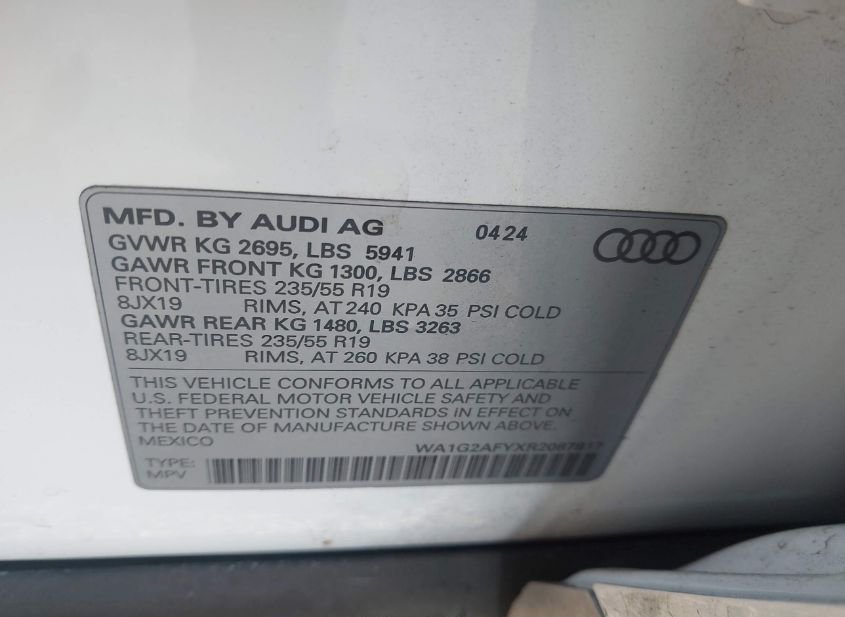 MFD. BY AUDI AG 0424
GVWR KG 2695, LBS 5941
GAWR FRONT KG 1300, LBS 2866
FRONT-TIRES 235/55 R19
8JX19 RIMS, AT 240 KPA 35 PSI COLD
GAWR REAR KG 1480, LBS 3263
REAR-TIRES 235/55 R19
8JX19 RIMS, AT 260 KPA 38 PSI COLD
THIS VEHICLE CONFORMS TO ALL APPLICABLE
U.S. FEDERAL MOTOR VEHICLE SAFETY AND
THEFT PREVENTION STANDARDS IN EFFECT ON
THE DATE OF MANUFACTURE SHOWN ABOVE.
MEXICO
TYPE:
MPV